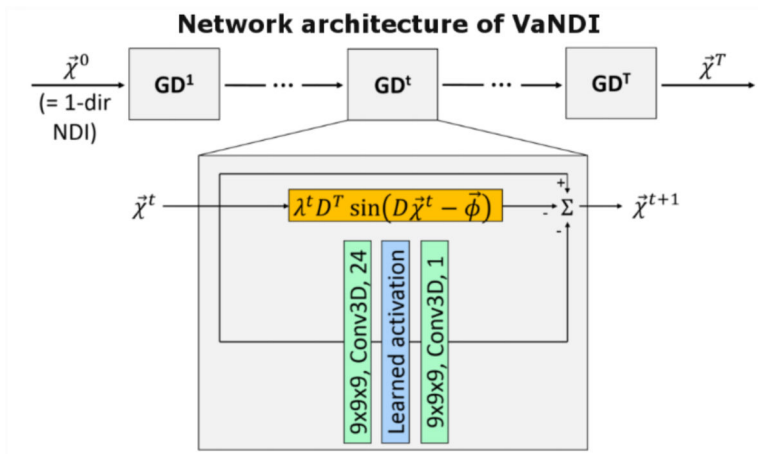 Network architecture of VaNDI
χ⃗⁰
(= 1-dir
NDI)
GD¹
...
GDᵗ
...
GDᵀ
χ⃗ᵀ
χ⃗ᵗ
λᵗDᵀ sin(Dχ⃗ᵗ − ϕ⃗)
+
-
Σ
-
χ⃗ᵗ⁺¹
9x9x9, Conv3D, 24
Learned activation
9x9x9, Conv3D, 1